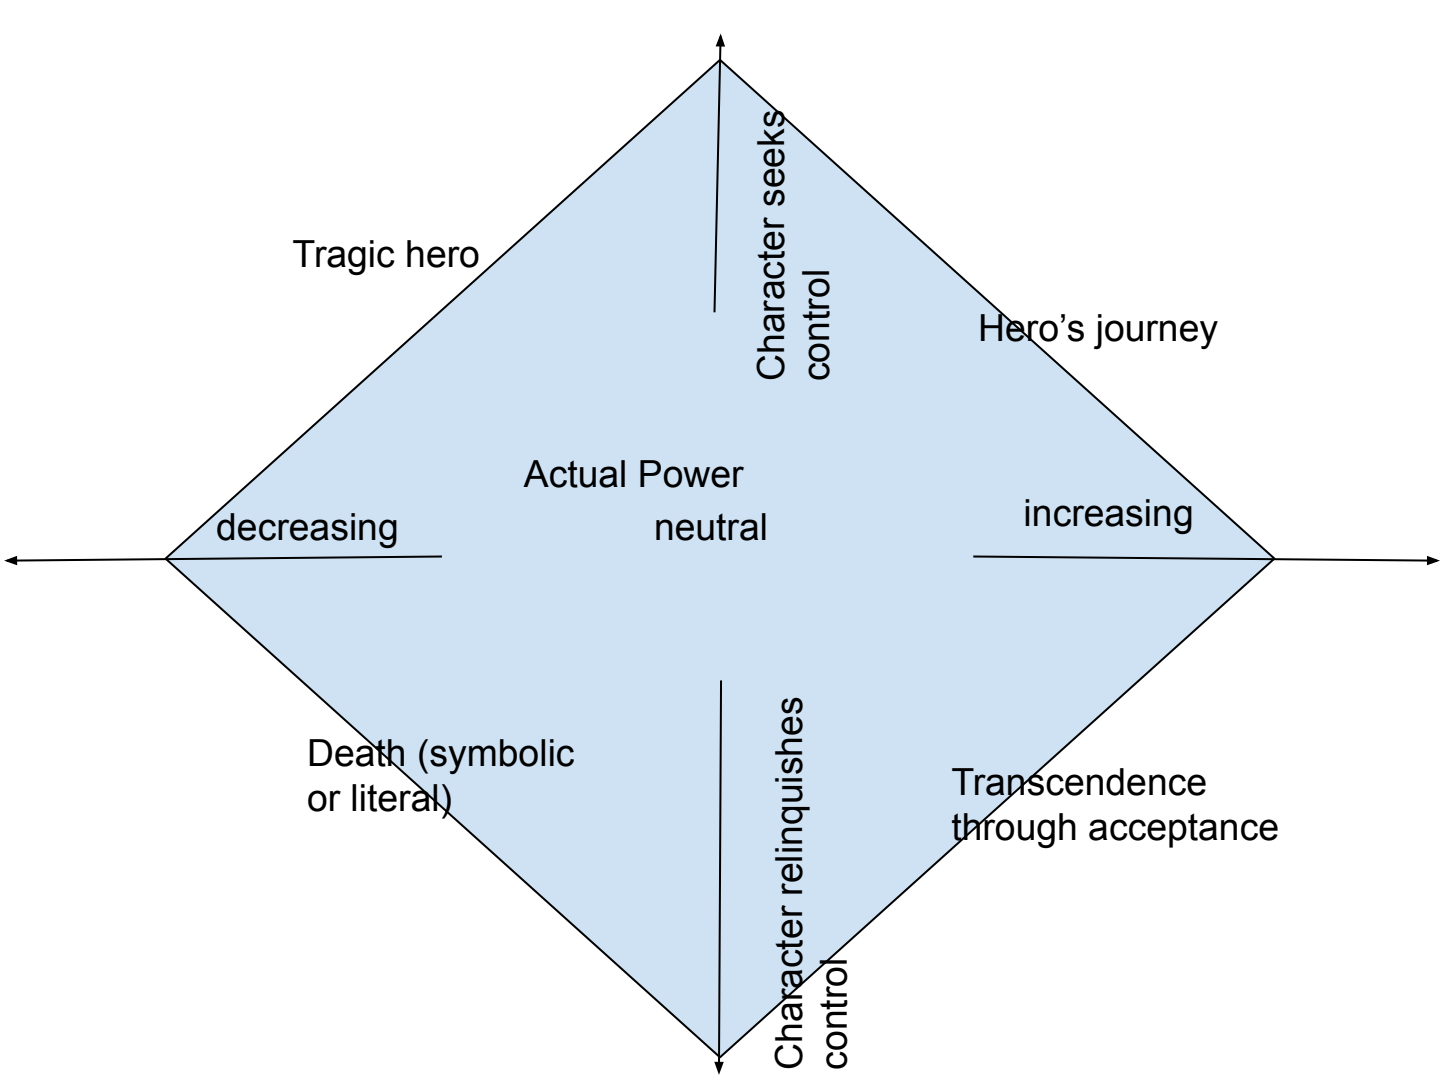 Character seeks
control
Tragic hero
Hero’s journey
Actual Power
decreasing
neutral
increasing
Death (symbolic
or literal)
Character relinquishes
control
Transcendence
through acceptance